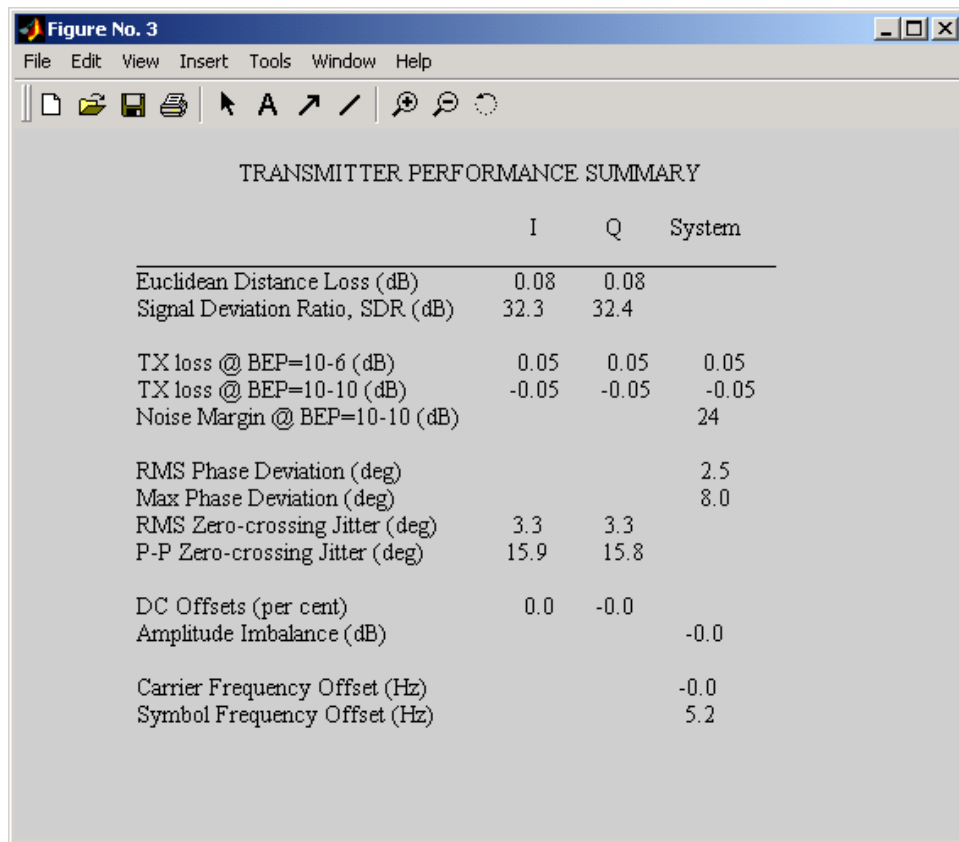 Figure No. 3
File Edit View Insert Tools Window Help
A
TRANSMITTER PERFORMANCE SUMMARY
I Q System
Euclidean Distance Loss (dB) 0.08 0.08
Signal Deviation Ratio, SDR (dB) 32.3 32.4
TX loss @ BEP=10-6 (dB) 0.05 0.05 0.05
TX loss @ BEP=10-10 (dB) -0.05 -0.05 -0.05
Noise Margin @ BEP=10-10 (dB) 24
RMS Phase Deviation (deg) 2.5
Max Phase Deviation (deg) 8.0
RMS Zero-crossing Jitter (deg) 3.3 3.3
P-P Zero-crossing Jitter (deg) 15.9 15.8
DC Offsets (per cent) 0.0 -0.0
Amplitude Imbalance (dB) -0.0
Carrier Frequency Offset (Hz) -0.0
Symbol Frequency Offset (Hz) 5.2